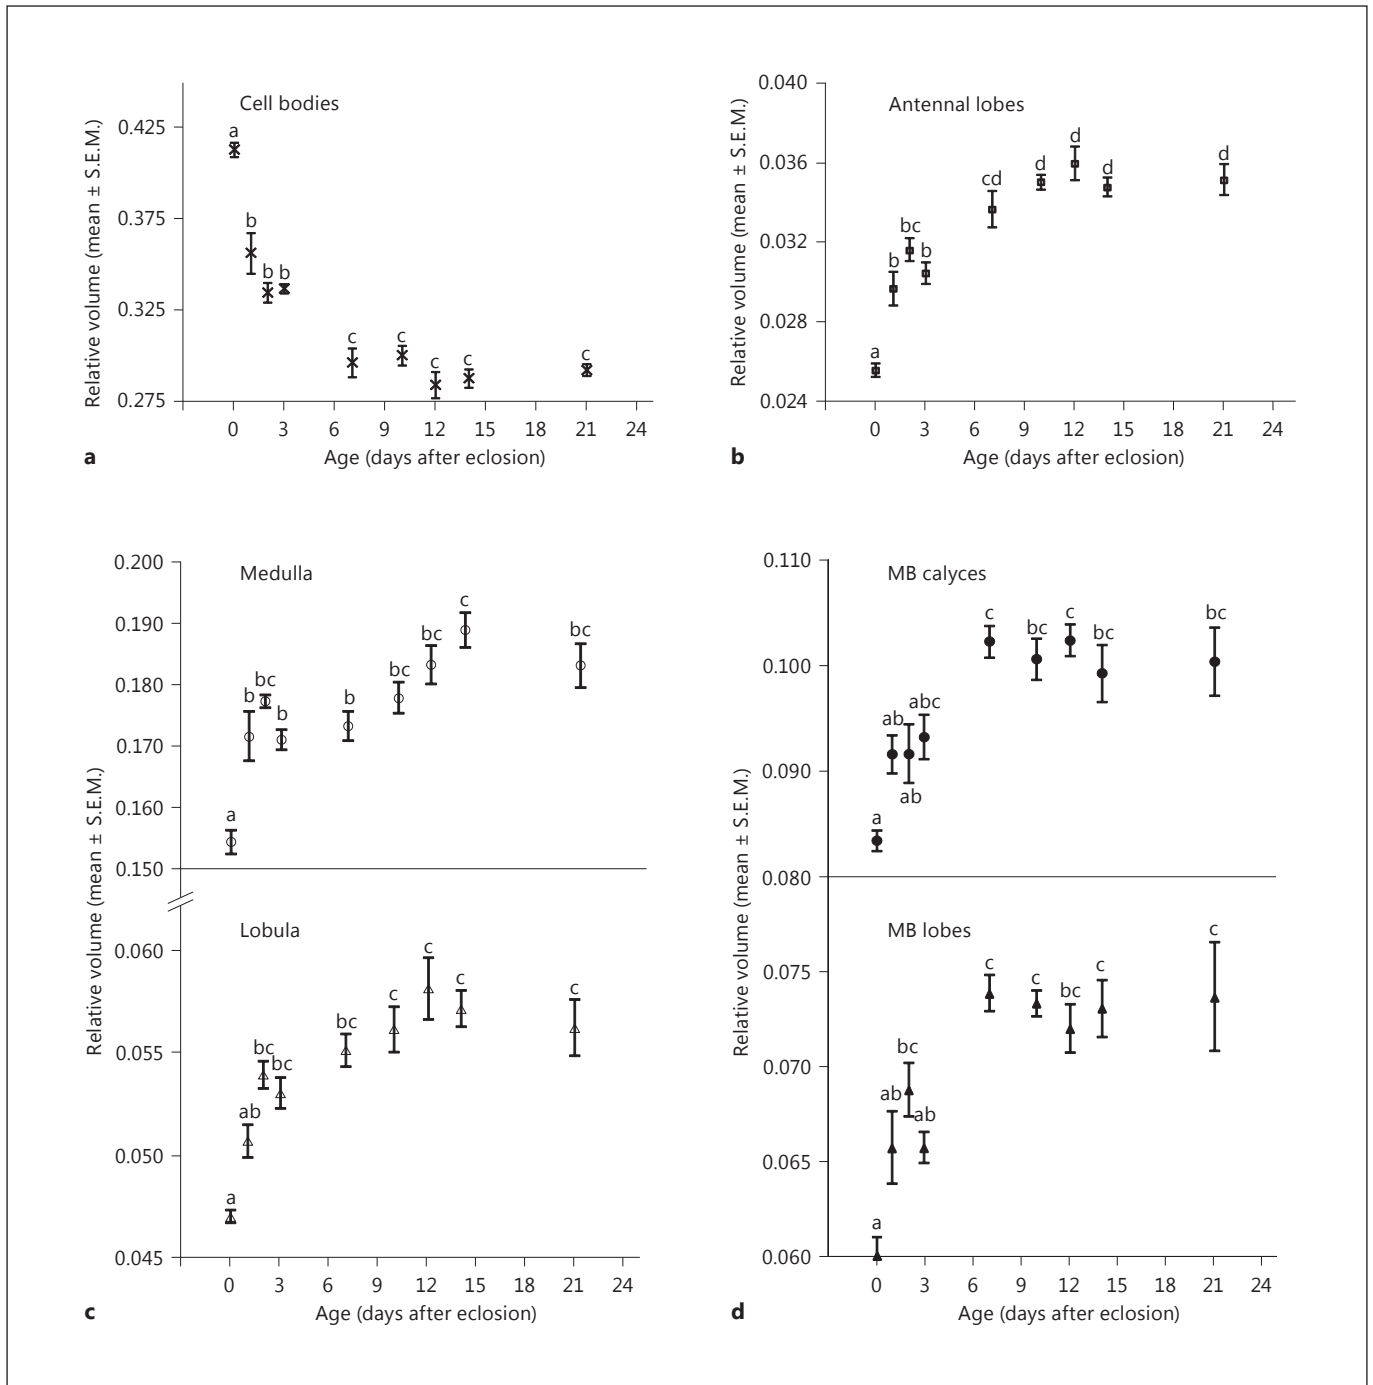 Cell bodies
Relative volume (mean ± S.E.M.)
0.425
0.375
0.325
0.275
a
b
b b
c
c
c
c
c
0 3 6 9 12 15 18 21 24
Age (days after eclosion)
a
Antennal lobes
Relative volume (mean ± S.E.M.)
0.040
0.036
0.032
0.028
0.024
a
b
bc
b
cd
d
d
d
d
0 3 6 9 12 15 18 21 24
Age (days after eclosion)
b
Medulla
Relative volume (mean ± S.E.M.)
0.200
0.190
0.180
0.170
0.160
0.150
a
b
bc
b
b
bc
bc
c
bc
Lobula
0.060
0.055
0.050
0.045
a
ab
bc
bc
bc
c
c
c
c
0 3 6 9 12 15 18 21 24
Age (days after eclosion)
c
MB calyces
Relative volume (mean ± S.E.M.)
0.110
0.100
0.090
0.080
a
ab
ab
abc
c
bc
c
bc
bc
MB lobes
0.075
0.070
0.065
0.060
a
ab
bc
ab
c
c
bc
c
c
0 3 6 9 12 15 18 21 24
Age (days after eclosion)
d